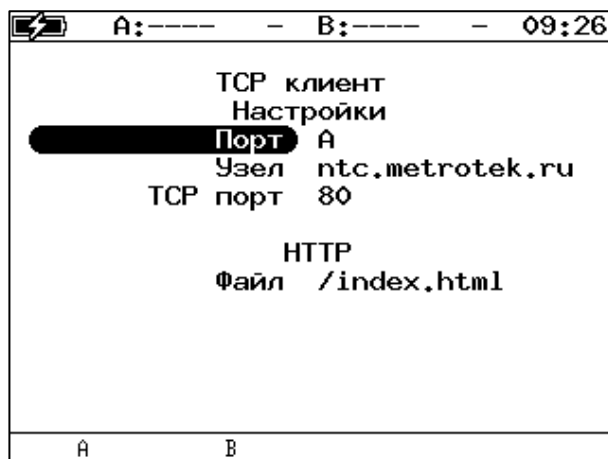 A:---- - B:---- - 09:26
TCP клиент
Настройки
Порт A
Узел ntc.metrotek.ru
TCP порт 80
HTTP
Файл /index.html
A B